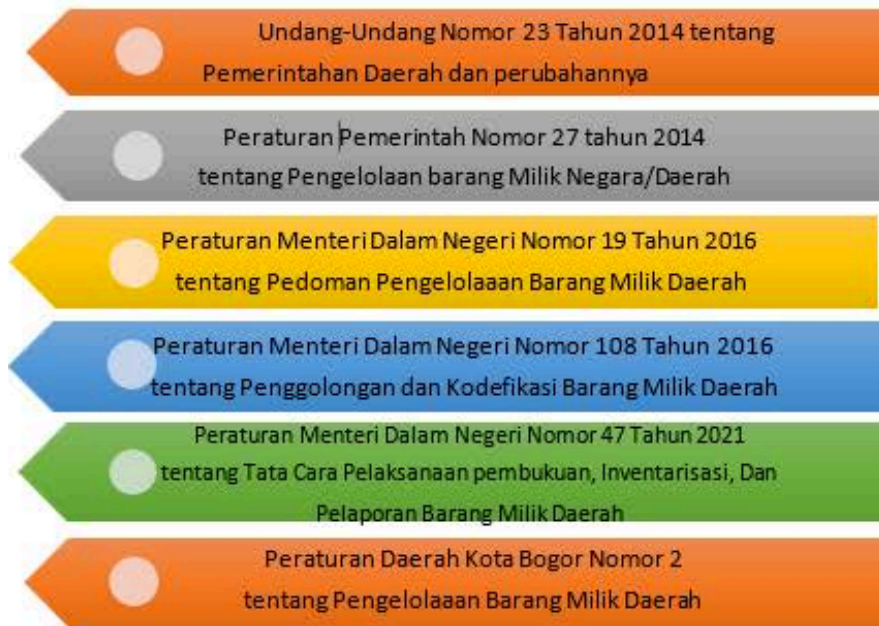 Undang-Undang Nomor 23 Tahun 2014 tentang
Pemerintahan Daerah dan perubahannya
Peraturan Pemerintah Nomor 27 tahun 2014
tentang Pengelolaan barang Milik Negara/Daerah
Peraturan Menteri Dalam Negeri Nomor 19 Tahun 2016
tentang Pedoman Pengelolaaan Barang Milik Daerah
Peraturan Menteri Dalam Negeri Nomor 108 Tahun 2016
tentang Penggolongan dan Kodefikasi Barang Milik Daerah
Peraturan Menteri Dalam Negeri Nomor 47 Tahun 2021
tentang Tata Cara Pelaksanaan pembukuan, Inventarisasi, Dan
Pelaporan Barang Milik Daerah
Peraturan Daerah Kota Bogor Nomor 2
tentang Pengelolaaan Barang Milik Daerah